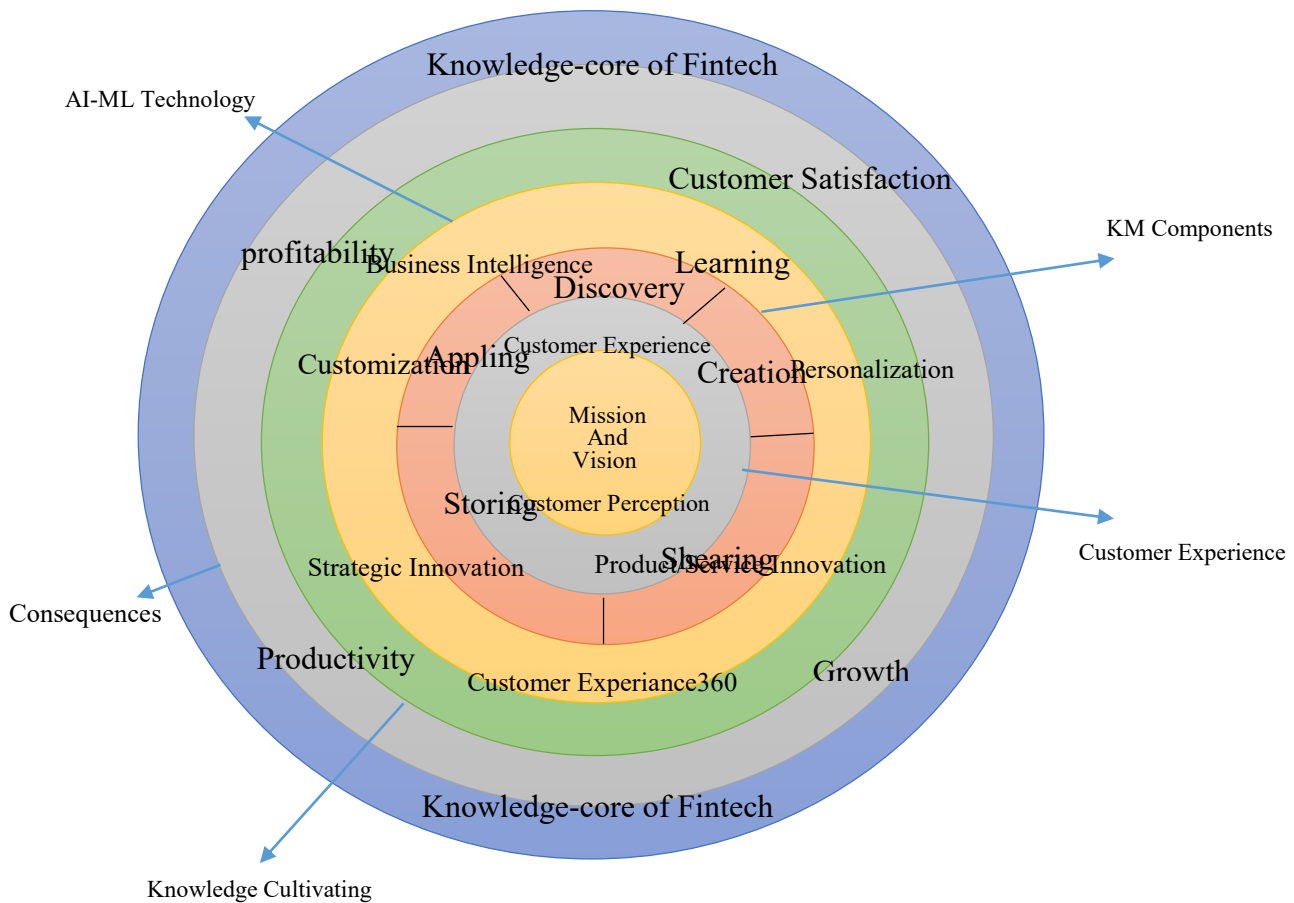 Knowledge-core of Fintech
AI-ML Technology
Customer Satisfaction
KM Components
profitability
Business Intelligence
Learning
Discovery
Customer Experience
Customization
Appling
Creation
Personalization
Mission
And
Vision
Storing
Customer Perception
Customer Experience
Strategic Innovation
Product/Service Innovation
Shearing
Consequences
Productivity
Growth
Customer Experiance360
Knowledge-core of Fintech
Knowledge Cultivating